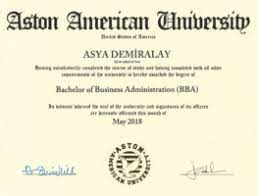 Aston American University
United States of America
ASYA DEMİRALAY
Having satisfactorily completed the course of study and having complied with all other
requirements of the university is hereby awarded the degree of
Bachelor of Business Administration (BBA)
In witness whereof the seal of the university and signatures of its officers
are hereunto affixed this month of
May 2018
ASTON
AMERICAN UNIVERSITY